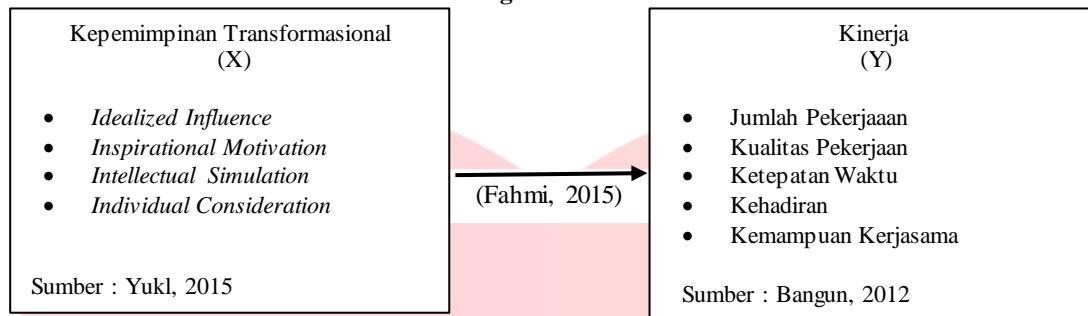 Kepemimpinan Transformasional
(X)
• Idealized Influence
• Inspirational Motivation
• Intellectual Simulation
• Individual Consideration
Sumber : Yukl, 2015
(Fahmi, 2015)
Kinerja
(Y)
• Jumlah Pekerjaaan
• Kualitas Pekerjaan
• Ketepatan Waktu
• Kehadiran
• Kemampuan Kerjasama
Sumber : Bangun, 2012